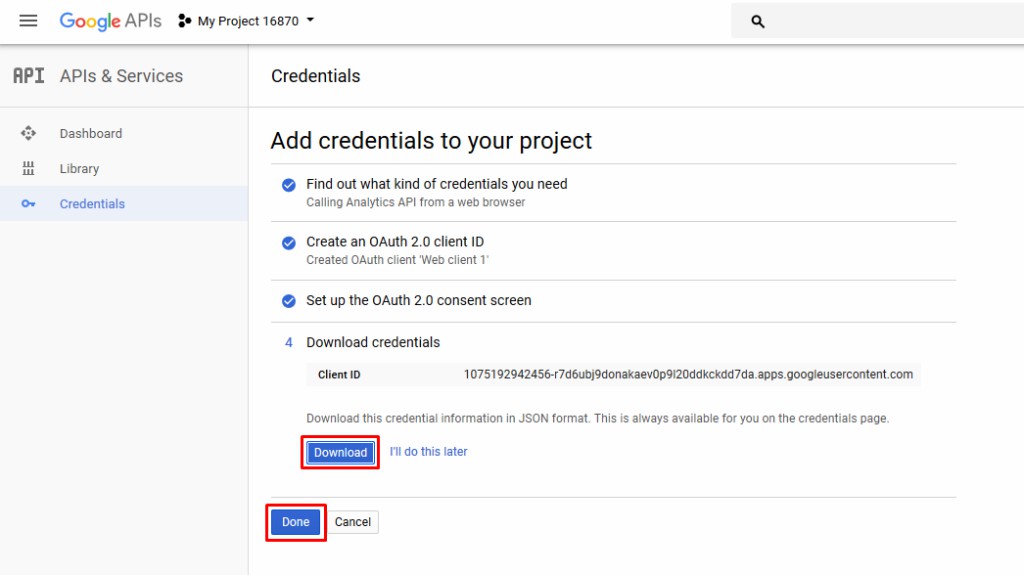 Google APIs My Project 16870
API APIs & Services
Credentials
Dashboard
Library
Credentials
Add credentials to your project
Find out what kind of credentials you need
Calling Analytics API from a web browser
Create an OAuth 2.0 client ID
Created OAuth client 'Web client 1'
Set up the OAuth 2.0 consent screen
4 Download credentials
Client ID 1075192942456-r7d6ubj9donakaev0p9l20ddkckdd7da.apps.googleusercontent.com
Download this credential information in JSON format. This is always available for you on the credentials page.
Download I'll do this later
Done Cancel